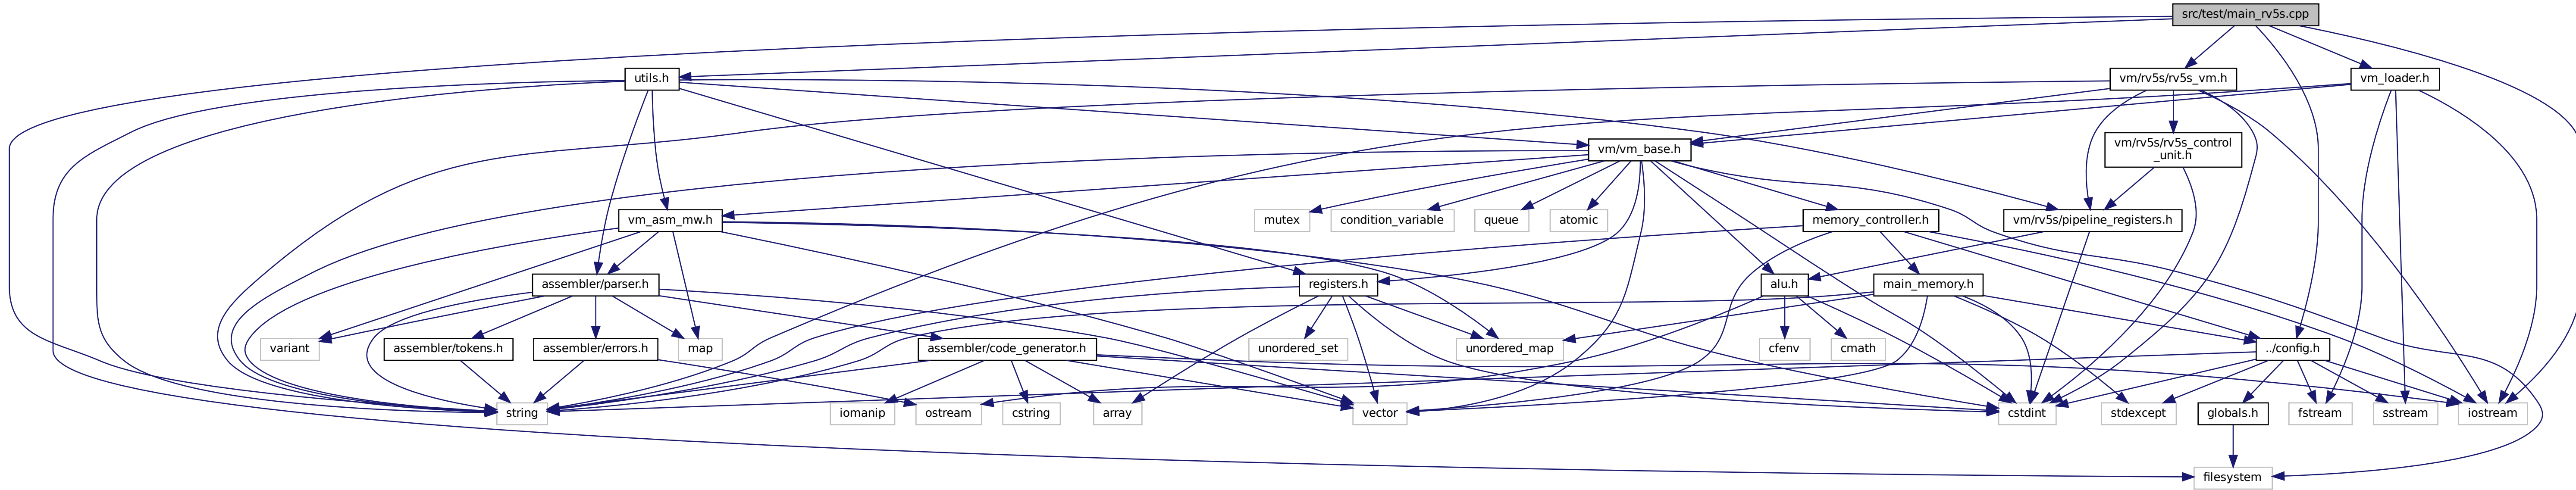 src/test/main_rv5s.cpp
utils.h
vm/rv5s/rv5s_vm.h
vm_loader.h
vm/vm_base.h
vm/rv5s/rv5s_control
_unit.h
vm_asm_mw.h
mutex
condition_variable
queue
atomic
memory_controller.h
vm/rv5s/pipeline_registers.h
assembler/parser.h
registers.h
alu.h
main_memory.h
variant
assembler/tokens.h
assembler/errors.h
map
assembler/code_generator.h
unordered_set
unordered_map
cfenv
cmath
../config.h
string
iomanip
ostream
cstring
array
vector
cstdint
stdexcept
globals.h
fstream
sstream
iostream
filesystem